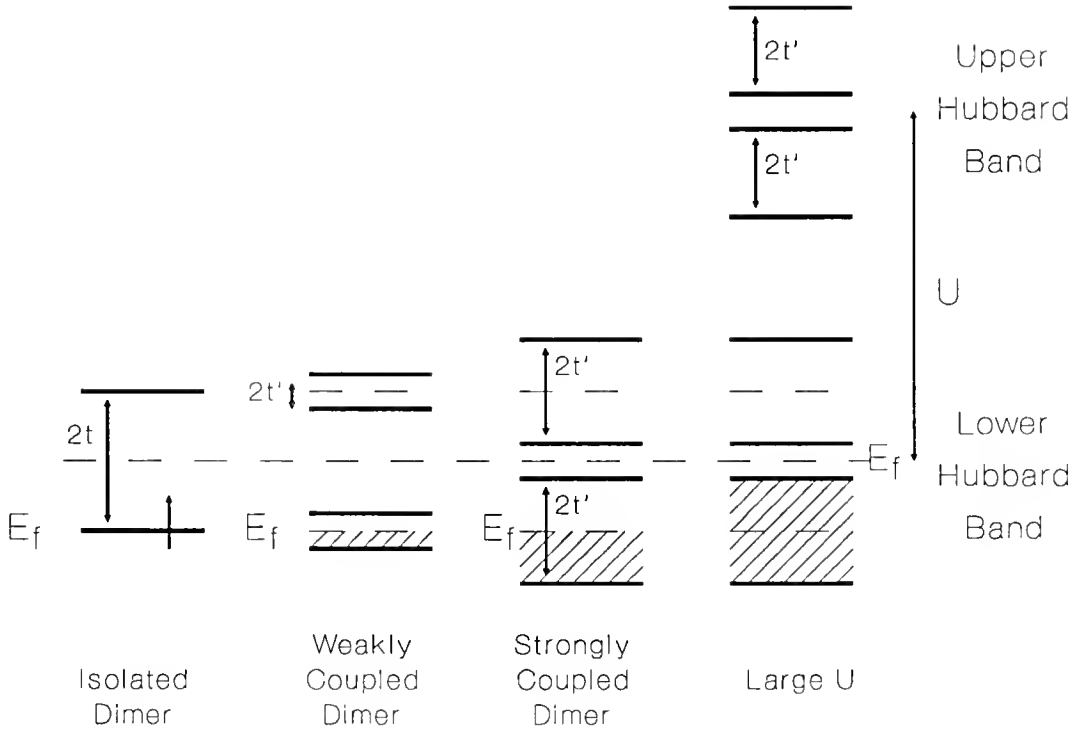 2t'
Upper
Hubbard
Band
2t'
U
2t
2t'
2t'
2t'
Lower
Hubbard
Band
E_f
E_f
E_f
E_f
Isolated
Dimer
Weakly
Coupled
Dimer
Strongly
Coupled
Dimer
Large U